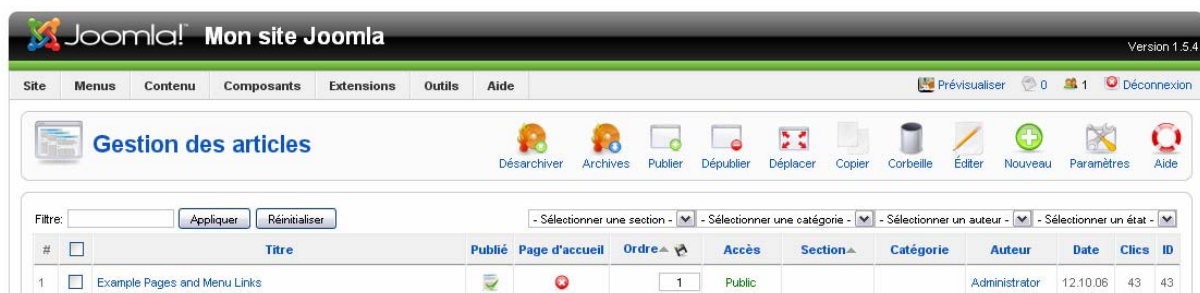 Joomla! Mon site Joomla
Version 1.5.4
Site Menus Contenu Composants Extensions Outils Aide Prévisualiser 0 1 Déconnexion
Gestion des articles
Désarchiver Archives Publier Dépublier Déplacer Copier Corbeille Éditer Nouveau Paramètres Aide
Filtre: Appliquer Réinitialiser - Sélectionner une section - - Sélectionner une catégorie - - Sélectionner un auteur - - Sélectionner un état -
# Titre Publié Page d'accueil Ordre Accès Section Catégorie Auteur Date Clics ID
1 Example Pages and Menu Links 1 Public Administrator 12.10.06 43 43